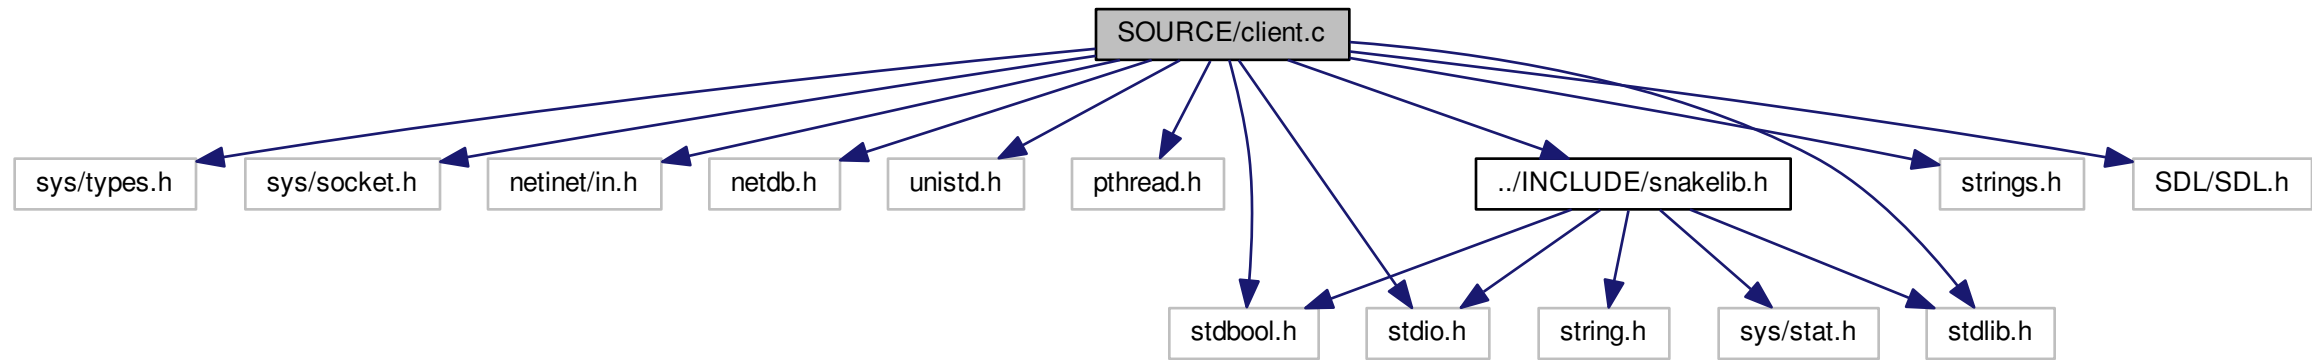 SOURCE/client.c
sys/types.h
sys/socket.h
netinet/in.h
netdb.h
unistd.h
pthread.h
../INCLUDE/snakelib.h
strings.h
SDL/SDL.h
stdbool.h
stdio.h
string.h
sys/stat.h
stdlib.h